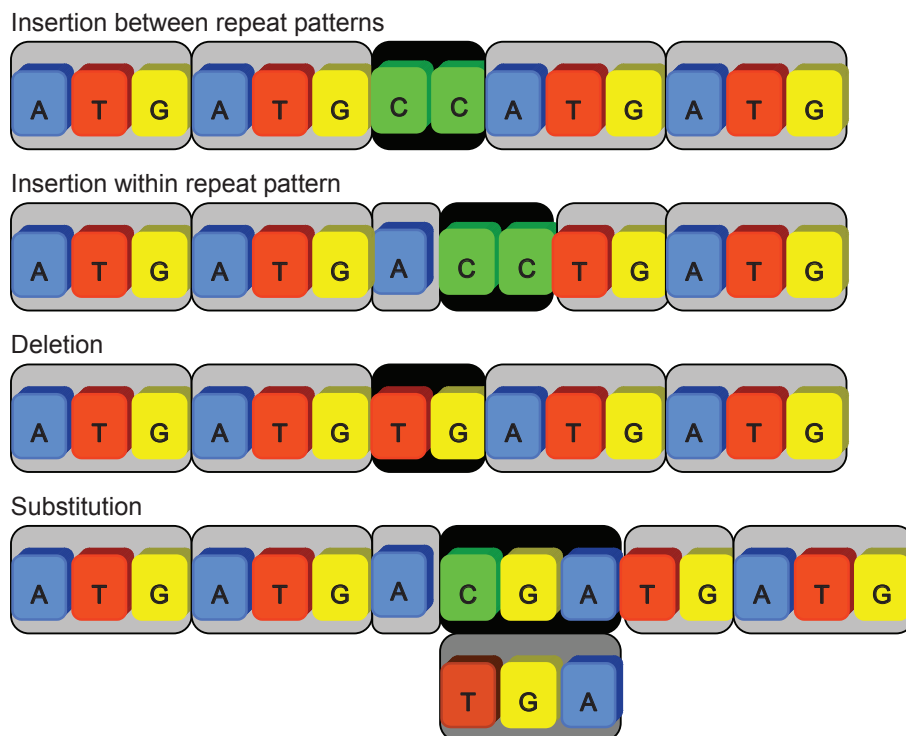 Insertion between repeat patterns
A T G A T G C C A T G A T G
Insertion within repeat pattern
A T G A T G A C C T G A T G
Deletion
A T G A T G T G A T G A T G
Substitution
A T G A T G A C G A T G A T G
T G A